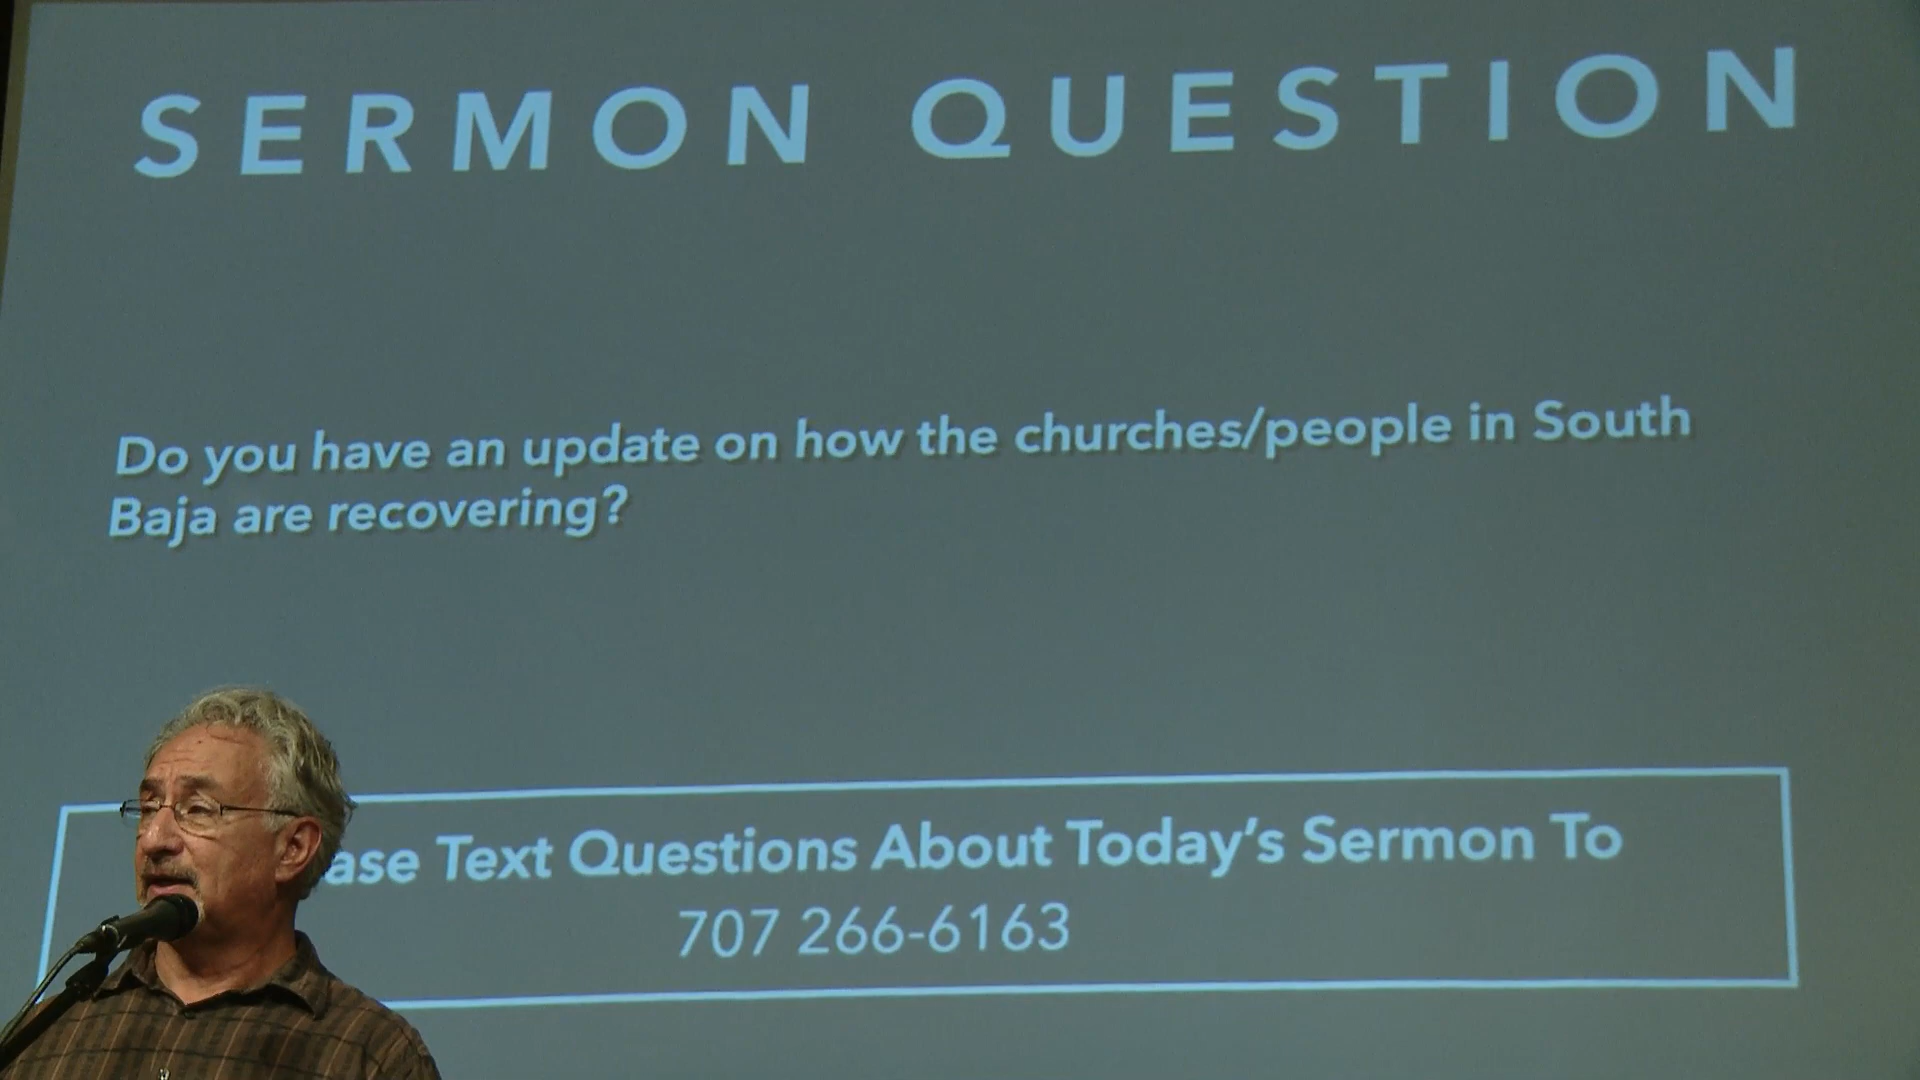 SERMON QUESTION
Do you have an update on how the churches/people in South
Baja are recovering?
Text Questions About Today's Sermon To
707 266-6163